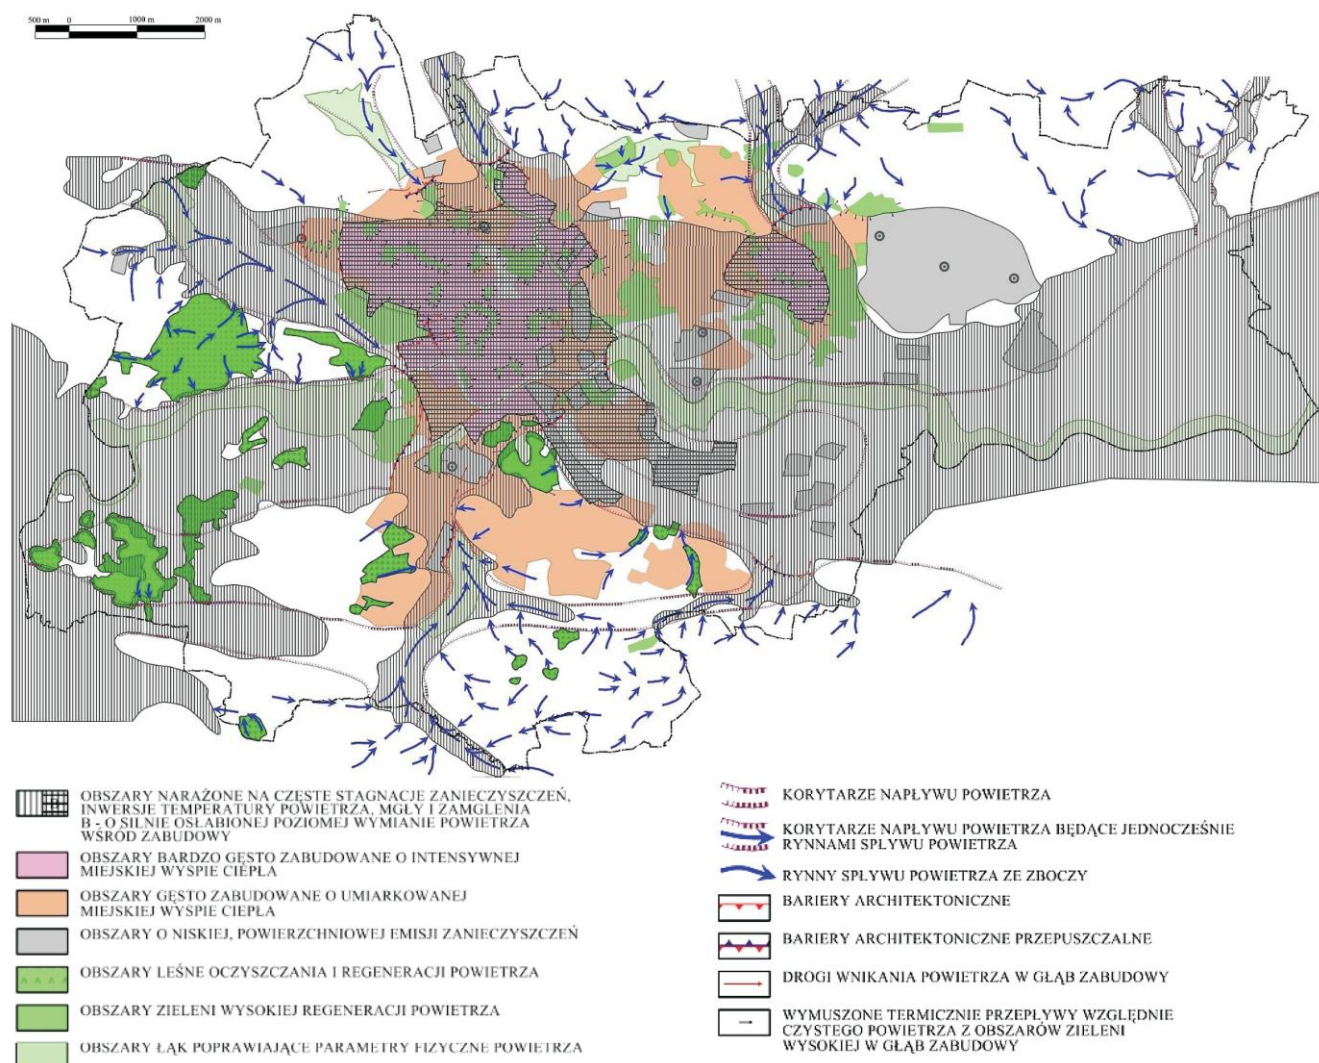 500 m 0 1000 m 2000 m
B
OBSZARY NARAŻONE NA CZĘSTE STAGNACJE ZANIECZYSZCZEŃ,
INWERSJE TEMPERATURY POWIETRZA, MGŁY I ZAMGLENIA
B - O SILNIE OSŁABIONEJ POZIOMEJ WYMIANIE POWIETRZA
WŚRÓD ZABUDOWY
OBSZARY BARDZO GĘSTO ZABUDOWANE O INTENSYWNEJ
MIEJSKIEJ WYSPIE CIEPŁA
OBSZARY GĘSTO ZABUDOWANE O UMIARKOWANEJ
MIEJSKIEJ WYSPIE CIEPŁA
OBSZARY O NISKIEJ, POWIERZCHNIOWEJ EMISJI ZANIECZYSZCZEŃ
OBSZARY LEŚNE OCZYSZCZANIA I REGENERACJI POWIETRZA
OBSZARY ZIELENI WYSOKIEJ REGENERACJI POWIETRZA
OBSZARY ŁĄK POPRAWIAJĄCE PARAMETRY FIZYCZNE POWIETRZA
KORYTARZE NAPŁYWU POWIETRZA
KORYTARZE NAPŁYWU POWIETRZA BĘDĄCE JEDNOCZEŚNIE
RYNNAMI SPŁYWU POWIETRZA
RYNNY SPŁYWU POWIETRZA ZE ZBOCZY
BARIERY ARCHITEKTONICZNE
BARIERY ARCHITEKTONICZNE PRZEPUSZCZALNE
DROGI WNIKANIA POWIETRZA W GŁĄB ZABUDOWY
WYMUSZONE TERMICZNIE PRZEPŁYWY WZGLĘDNIE
CZYSTEGO POWIETRZA Z OBSZARÓW ZIELENI
WYSOKIEJ W GŁĄB ZABUDOWY